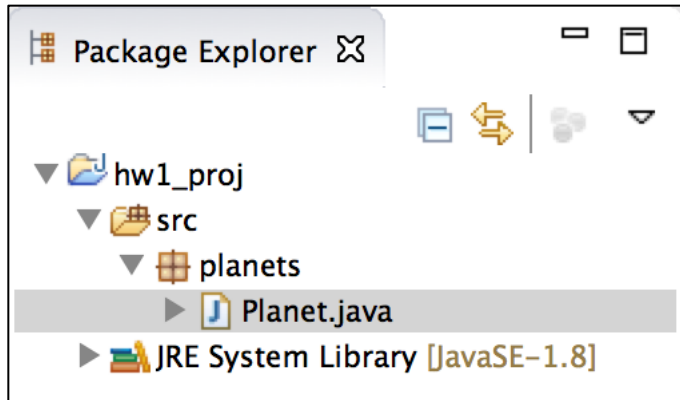 Package Explorer
hw1_proj
src
planets
Planet.java
JRE System Library [JavaSE-1.8]